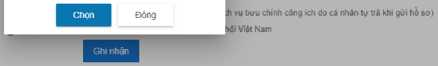 Chọn Đóng
ch vụ bưu chính công ích do cá nhân tự trả khi gửi hồ sơ)
Việt Nam
Ghi nhận